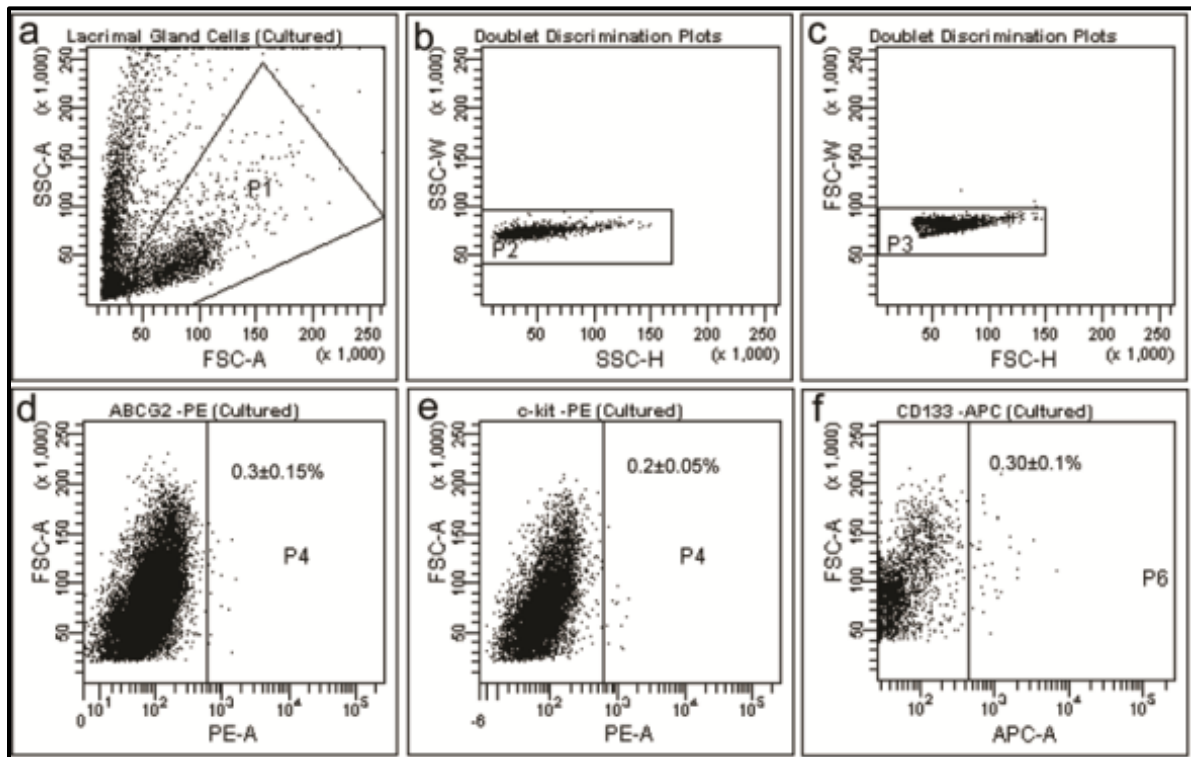 a
Lacrimal Gland Cells (Cultured)
SSC-A
(x 1,000)
50 100 150 200 250
P1
50 100 150 200 250
(x 1,000)
FSC-A
b
Doublet Discrimination Plots
SSC-W
(x 1,000)
50 100 150 200 250
P2
50 100 150 200 250
(x 1,000)
SSC-H
c
Doublet Discrimination Plots
FSC-W
(x 1,000)
50 100 150 200 250
P3
50 100 150 200 250
(x 1,000)
FSC-H
d
ABCG2 -PE (Cultured)
FSC-A
(x 1,000)
50 100 150 200 250
0.3±0.15%
P4
0 10¹ 10² 10³ 10⁴ 10⁵
PE-A
e
c-kit -PE (Cultured)
FSC-A
(x 1,000)
50 100 150 200 250
0.2±0.05%
P4
-6 10² 10³ 10⁴ 10⁵
PE-A
f
CD133 -APC (Cultured)
FSC-A
(x 1,000)
50 100 150 200 250
0.30±0.1%
P6
10² 10³ 10⁴ 10⁵
APC-A